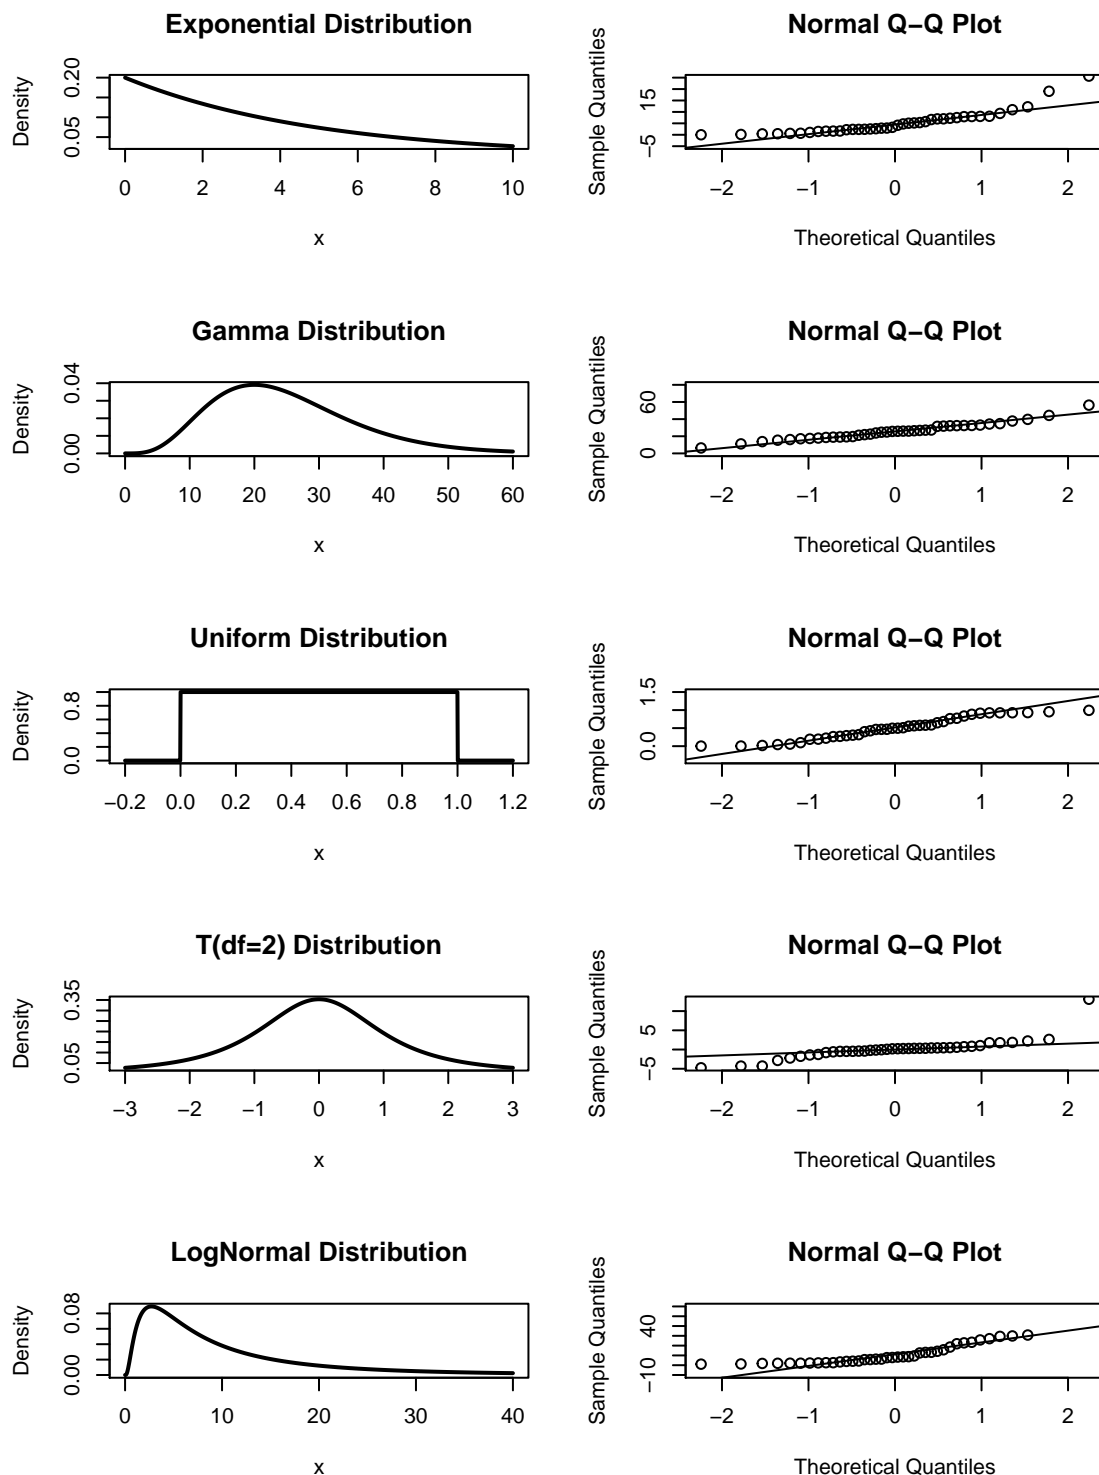 Exponential Distribution
Density
0.05 0.20
0 2 4 6 8 10
x
Normal Q−Q Plot
Sample Quantiles
−5 15
−2 −1 0 1 2
Theoretical Quantiles
Gamma Distribution
Density
0.00 0.04
0 10 20 30 40 50 60
x
Normal Q−Q Plot
Sample Quantiles
0 60
−2 −1 0 1 2
Theoretical Quantiles
Uniform Distribution
Density
0.0 0.8
−0.2 0.0 0.2 0.4 0.6 0.8 1.0 1.2
x
Normal Q−Q Plot
Sample Quantiles
0.0 1.5
−2 −1 0 1 2
Theoretical Quantiles
T(df=2) Distribution
Density
0.05 0.35
−3 −2 −1 0 1 2 3
x
Normal Q−Q Plot
Sample Quantiles
−5 5
−2 −1 0 1 2
Theoretical Quantiles
LogNormal Distribution
Density
0.00 0.08
0 10 20 30 40
x
Normal Q−Q Plot
Sample Quantiles
−10 40
−2 −1 0 1 2
Theoretical Quantiles